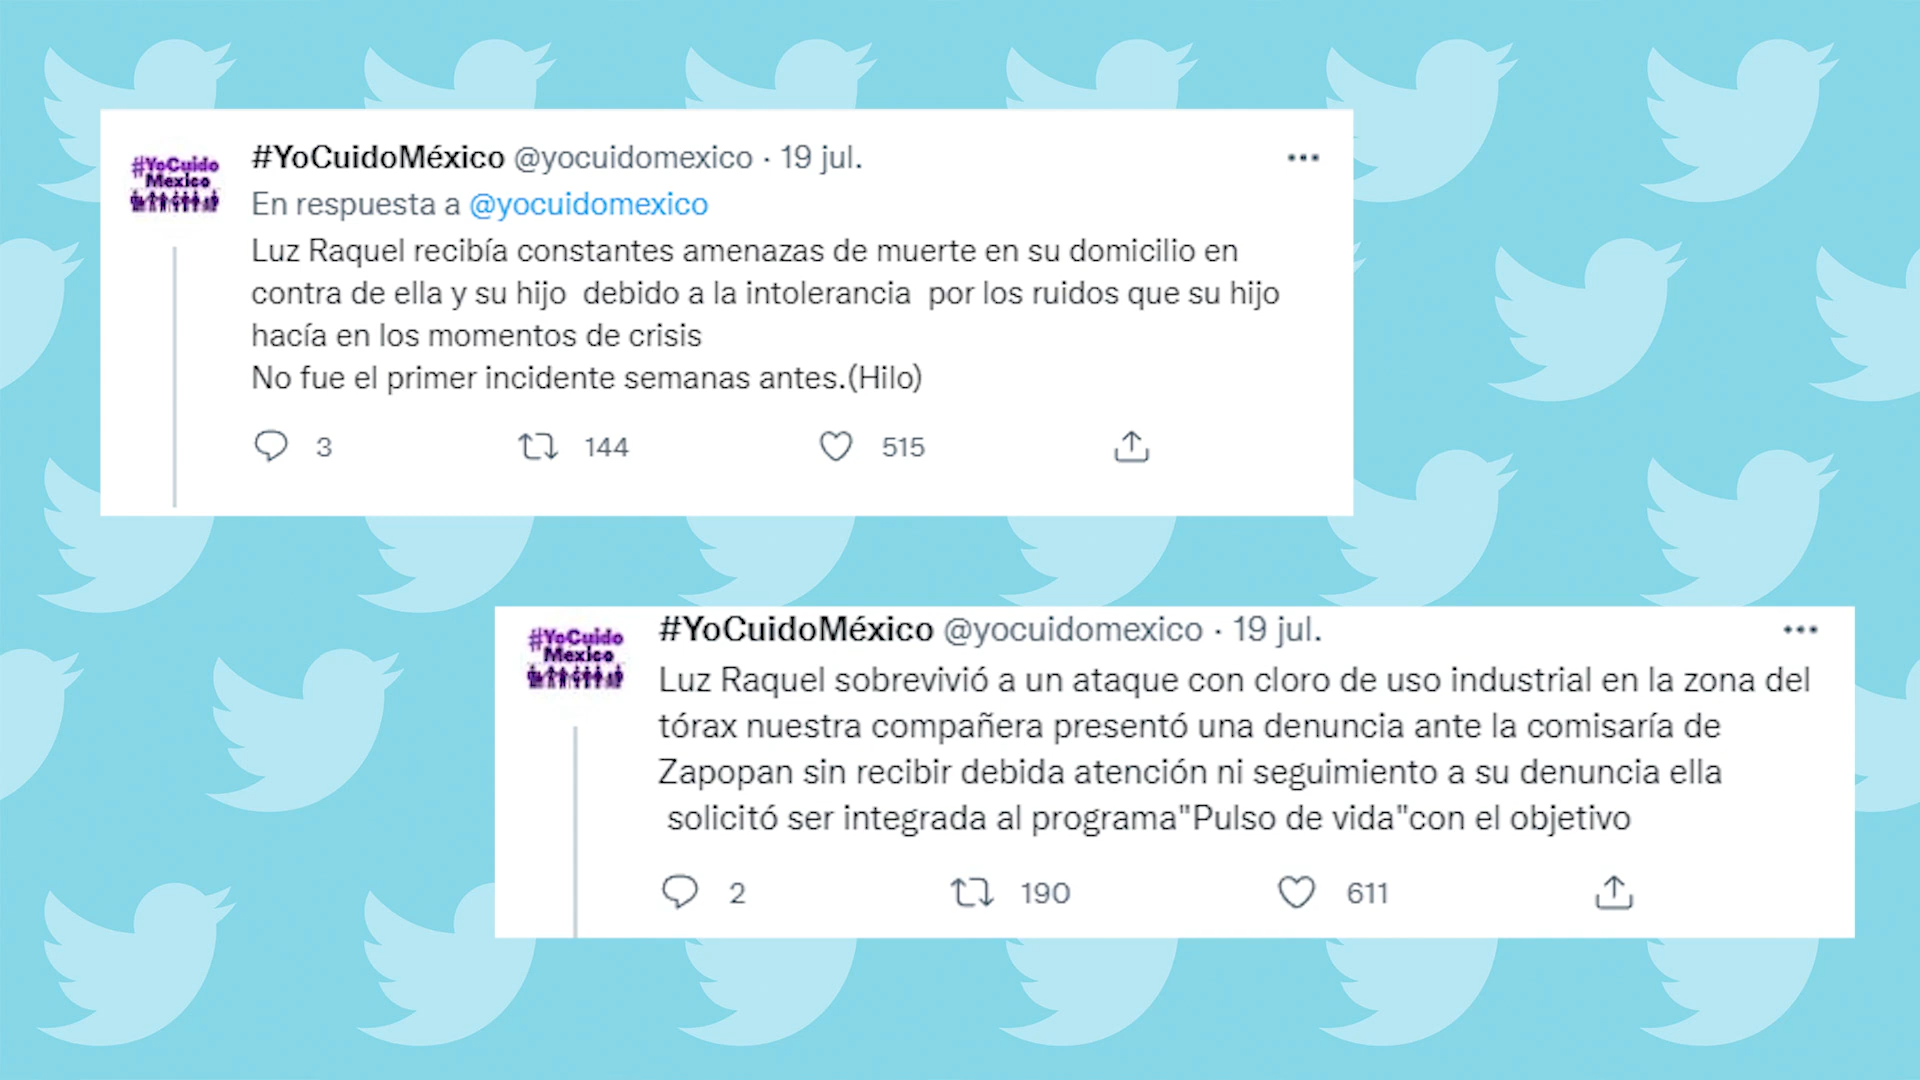 #YoCuido
Mexico
#YoCuidoMéxico @yocuidomexico · 19 jul.
En respuesta a @yocuidomexico
Luz Raquel recibía constantes amenazas de muerte en su domicilio en
contra de ella y su hijo  debido a la intolerancia  por los ruidos que su hijo
hacía en los momentos de crisis
No fue el primer incidente semanas antes.(Hilo)
3 144 515
#YoCuido
Mexico
#YoCuidoMéxico @yocuidomexico · 19 jul.
Luz Raquel sobrevivió a un ataque con cloro de uso industrial en la zona del
tórax nuestra compañera presentó una denuncia ante la comisaría de
Zapopan sin recibir debida atención ni seguimiento a su denuncia ella
solicitó ser integrada al programa"Pulso de vida"con el objetivo
2 190 611